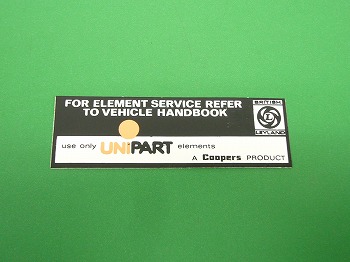 FOR ELEMENT SERVICE REFER
TO VEHICLE HANDBOOK
BRITISH
L
LEYLAND
use only UNiPART elements
A Coopers PRODUCT